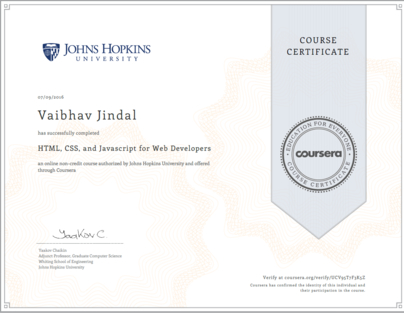 JOHNS HOPKINS
UNIVERSITY
COURSE
CERTIFICATE
07/09/2016
Vaibhav Jindal
has successfully completed
HTML, CSS, and Javascript for Web Developers
an online non-credit course authorized by Johns Hopkins University and offered
through Coursera
EDUCATION FOR EVERYONE
coursera
COURSE CERTIFICATE
Yaakov C.
Yaakov Chaikin
Adjunct Professor, Graduate Computer Science
Whiting School of Engineering
Johns Hopkins University
Verify at coursera.org/verify/
Coursera has confirmed the identity of this individual and
their participation in the course.